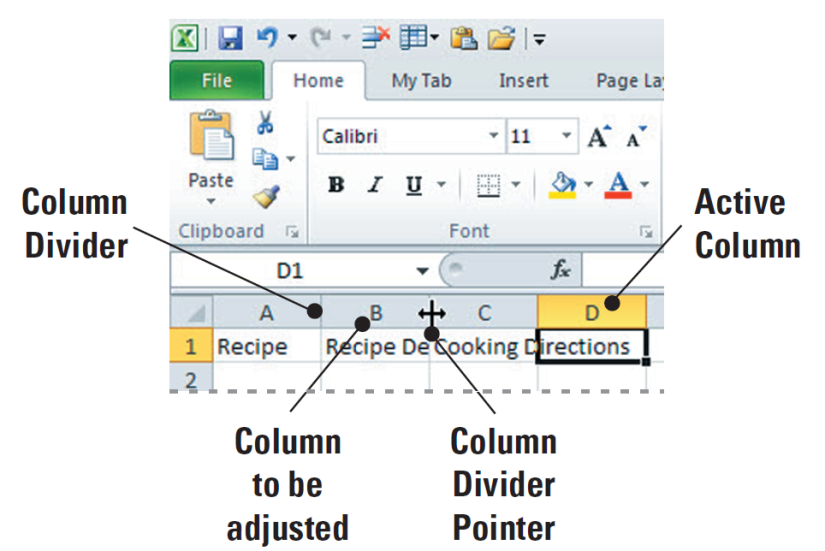 File Home My Tab Insert Page La
Calibri 11 A A
Paste B I U A
Clipboard Font
D1 fx
A B C D
1 Recipe Recipe De Cooking Directions
2
Column
Divider
Active
Column
Column
to be
adjusted
Column
Divider
Pointer